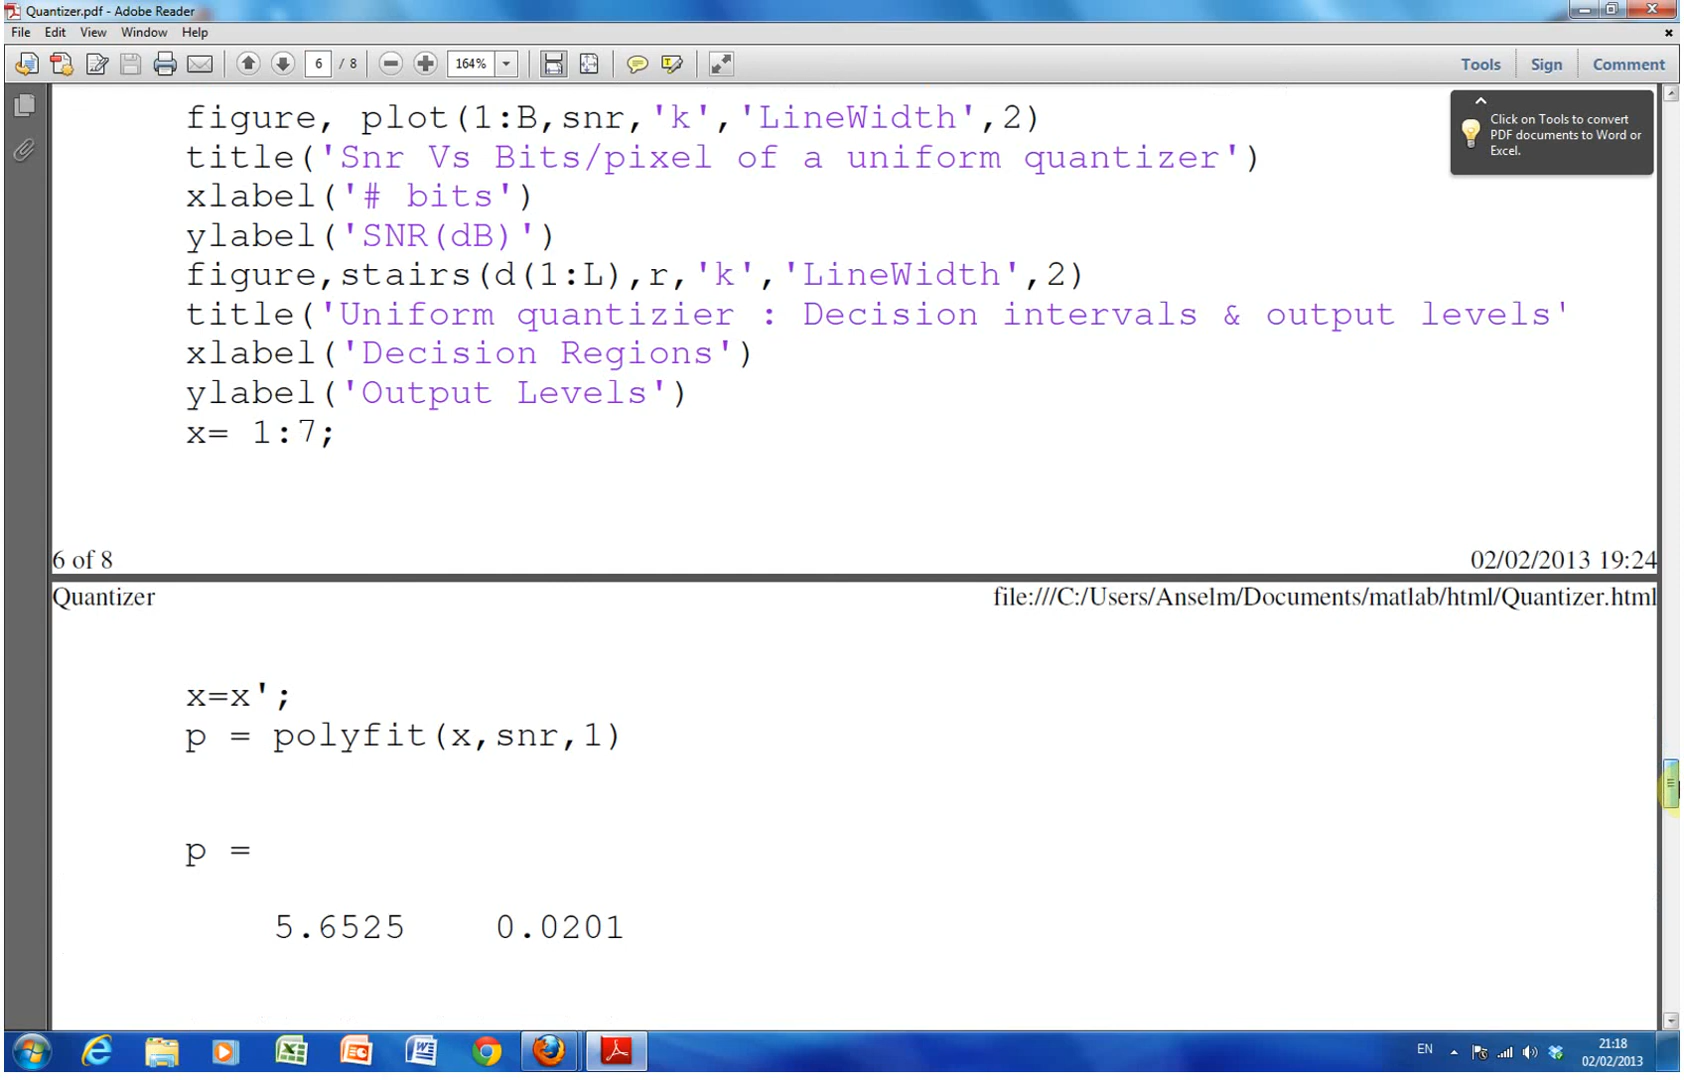 Quantizer.pdf - Adobe Reader
File Edit View Window Help
6 / 8 164% Tools Sign Comment
Click on Tools to convert
PDF documents to Word or
Excel.
figure, plot(1:B,snr,'k','LineWidth',2)
title('Snr Vs Bits/pixel of a uniform quantizer')
xlabel('# bits')
ylabel('SNR(dB)')
figure,stairs(d(1:L),r,'k','LineWidth',2)
title('Uniform quantizier : Decision intervals & output levels'
xlabel('Decision Regions')
ylabel('Output Levels')
x= 1:7;
6 of 8 02/02/2013 19:24
Quantizer file:///C:/Users/Anselm/Documents/matlab/html/Quantizer.html
x=x';
p = polyfit(x,snr,1)
p =
5.6525 0.0201
EN 21:18
02/02/2013